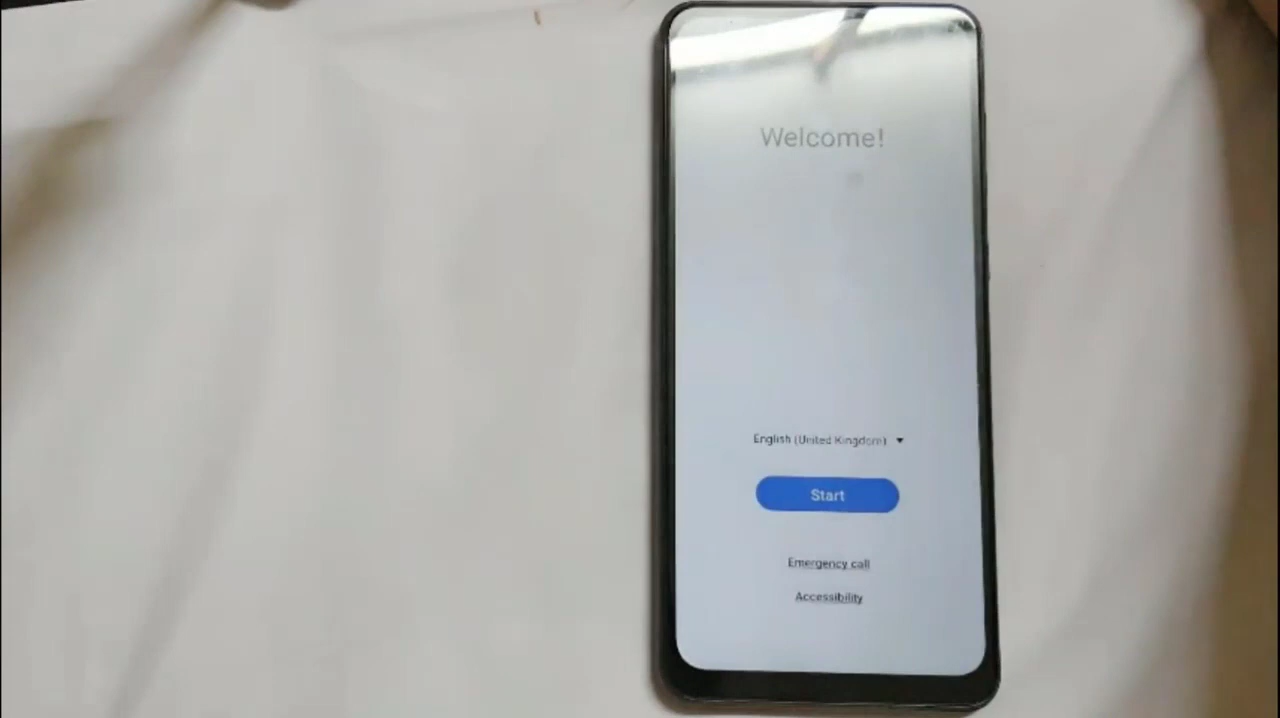 Welcome!
English (United Kingdom)
Start
Emergency call
Accessibility